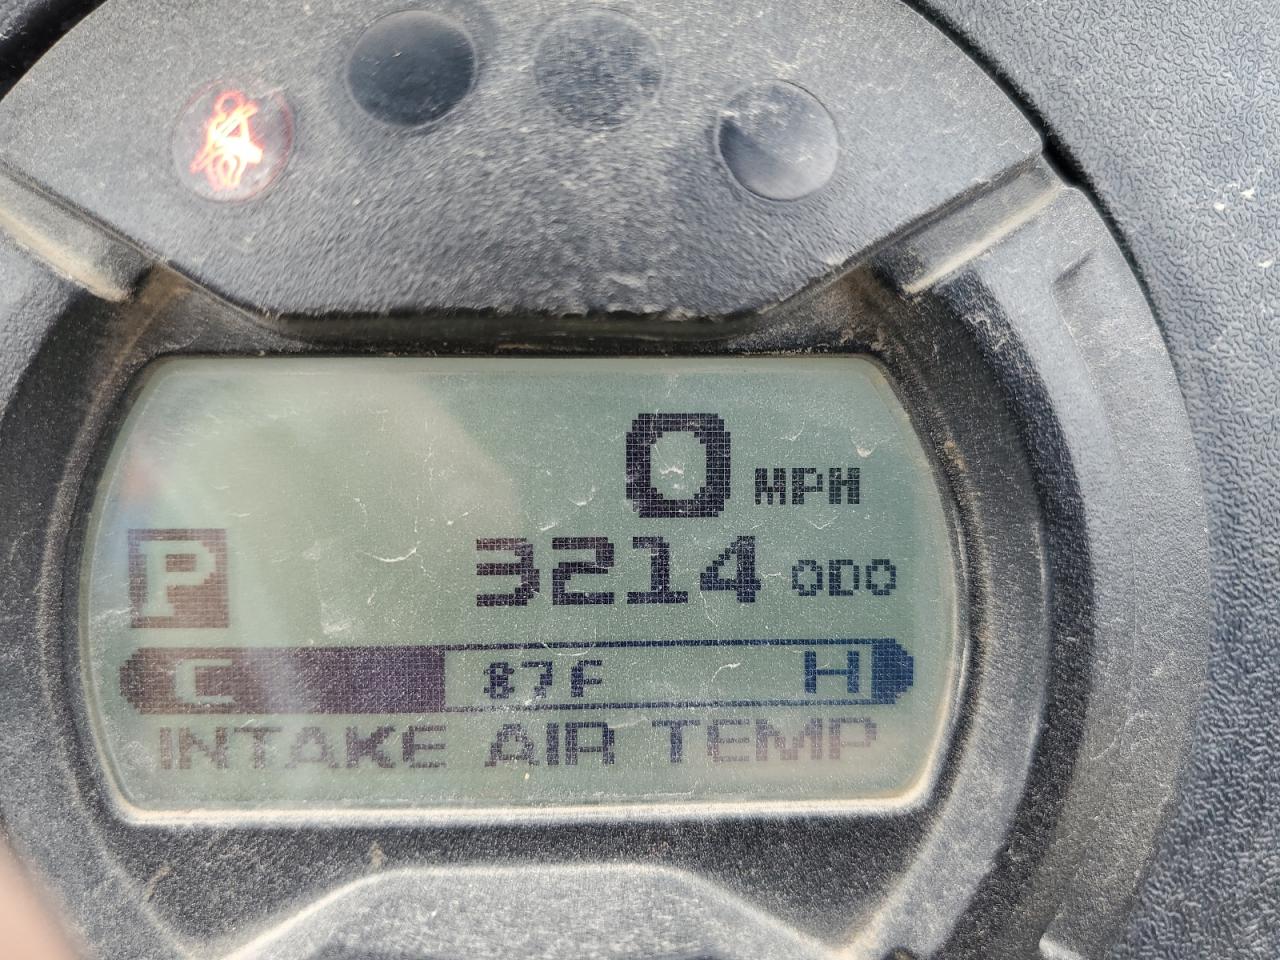 0 MPH
P 3214 ODO
C 87F H
INTAKE AIR TEMP